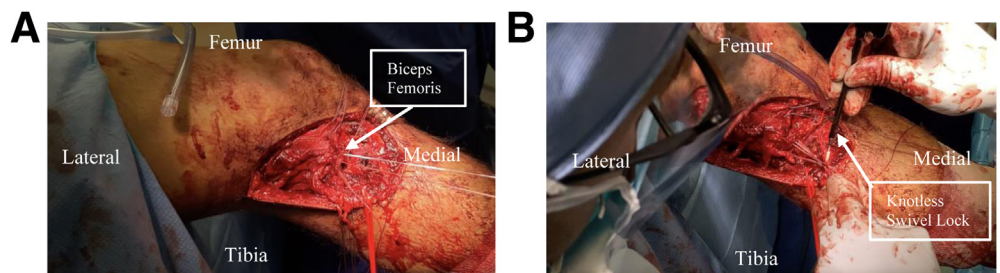 A
Femur
Biceps
Femoris
Lateral
Medial
Tibia
B
Femur
Lateral
Medial
Knotless
Swivel Lock
Tibia